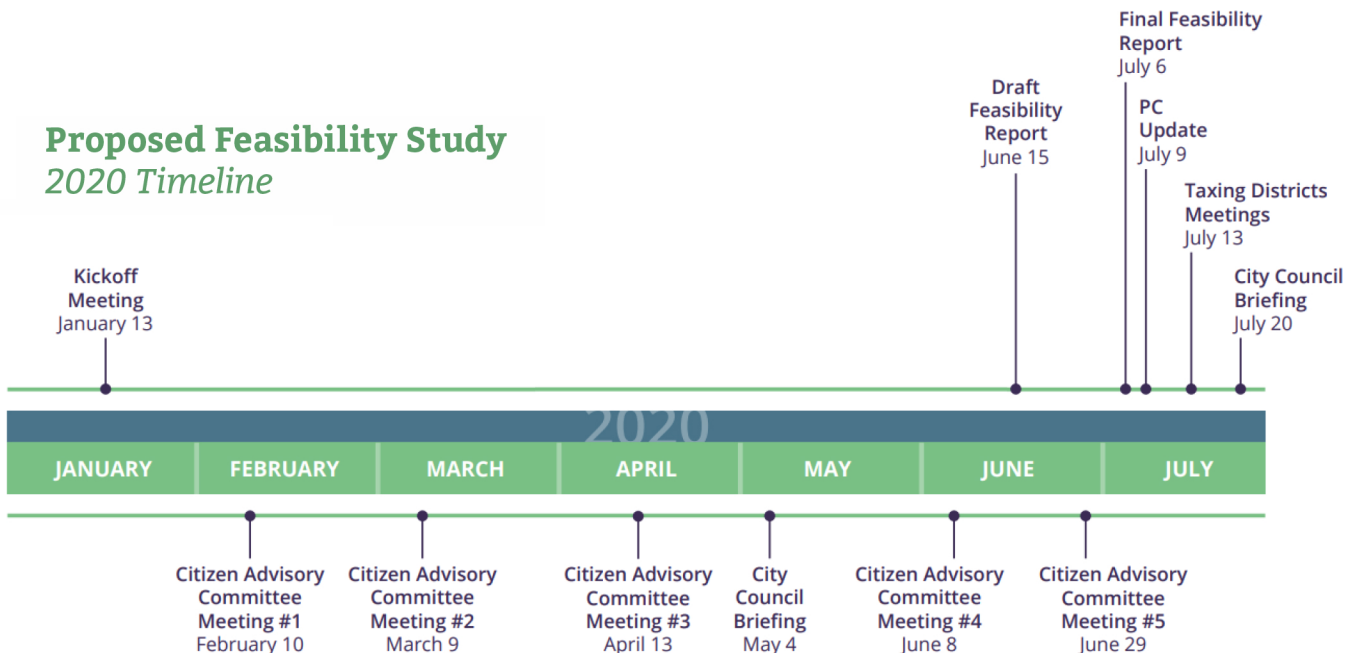 Proposed Feasibility Study
2020 Timeline
Kickoff
Meeting
January 13
Draft
Feasibility
Report
June 15
Final Feasibility
Report
July 6
PC
Update
July 9
Taxing Districts
Meetings
July 13
City Council
Briefing
July 20
2020
JANUARY
FEBRUARY
MARCH
APRIL
MAY
JUNE
JULY
Citizen Advisory
Committee
Meeting #1
February 10
Citizen Advisory
Committee
Meeting #2
March 9
Citizen Advisory
Committee
Meeting #3
April 13
City
Council
Briefing
May 4
Citizen Advisory
Committee
Meeting #4
June 8
Citizen Advisory
Committee
Meeting #5
June 29